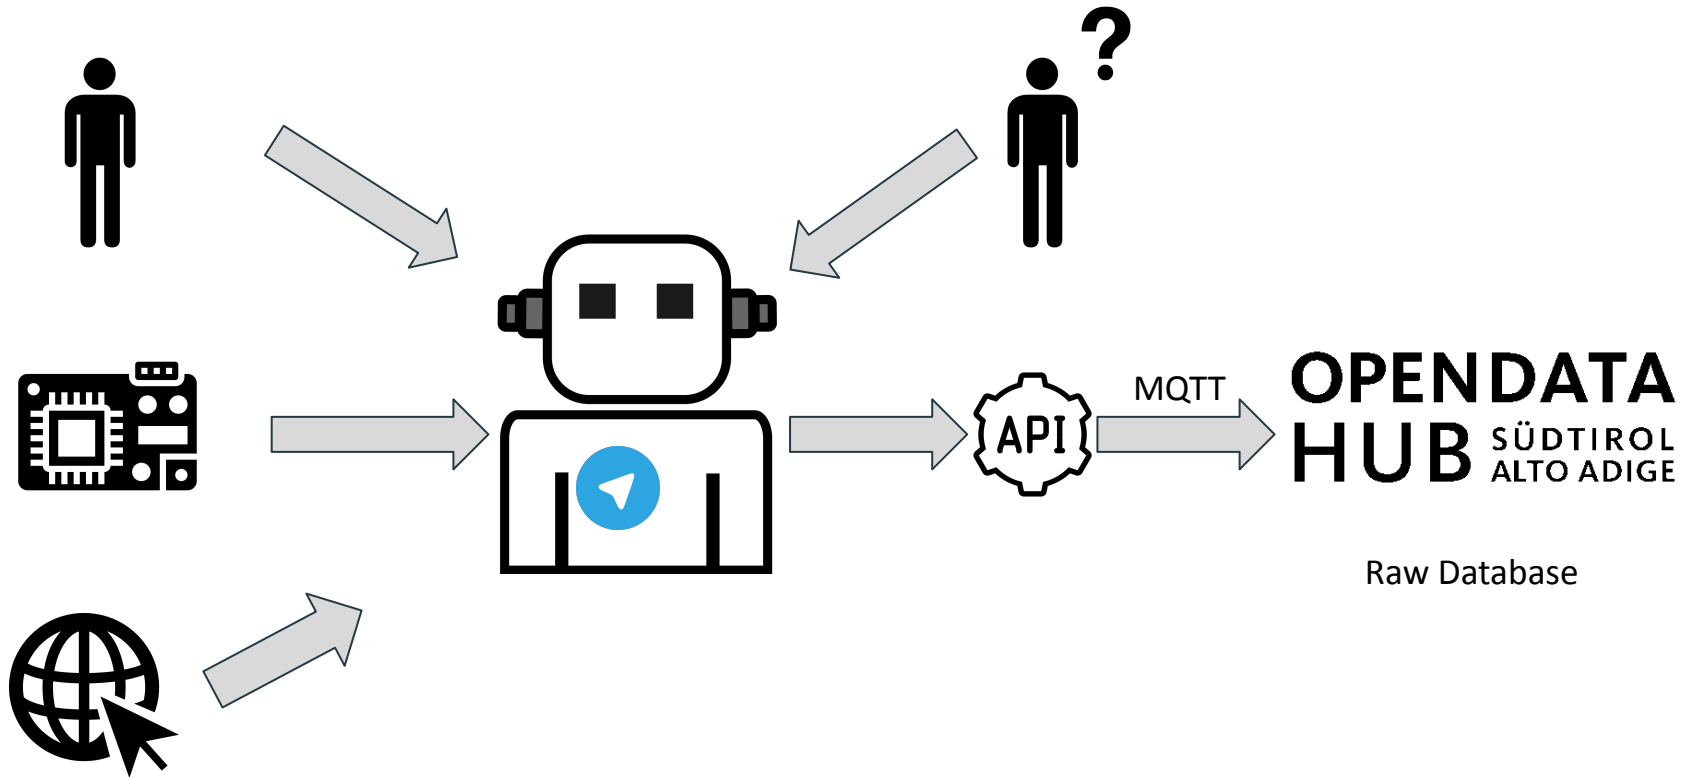 ?
API
MQTT
OPENDATA
HUB SÜDTIROL
ALTO ADIGE
Raw Database